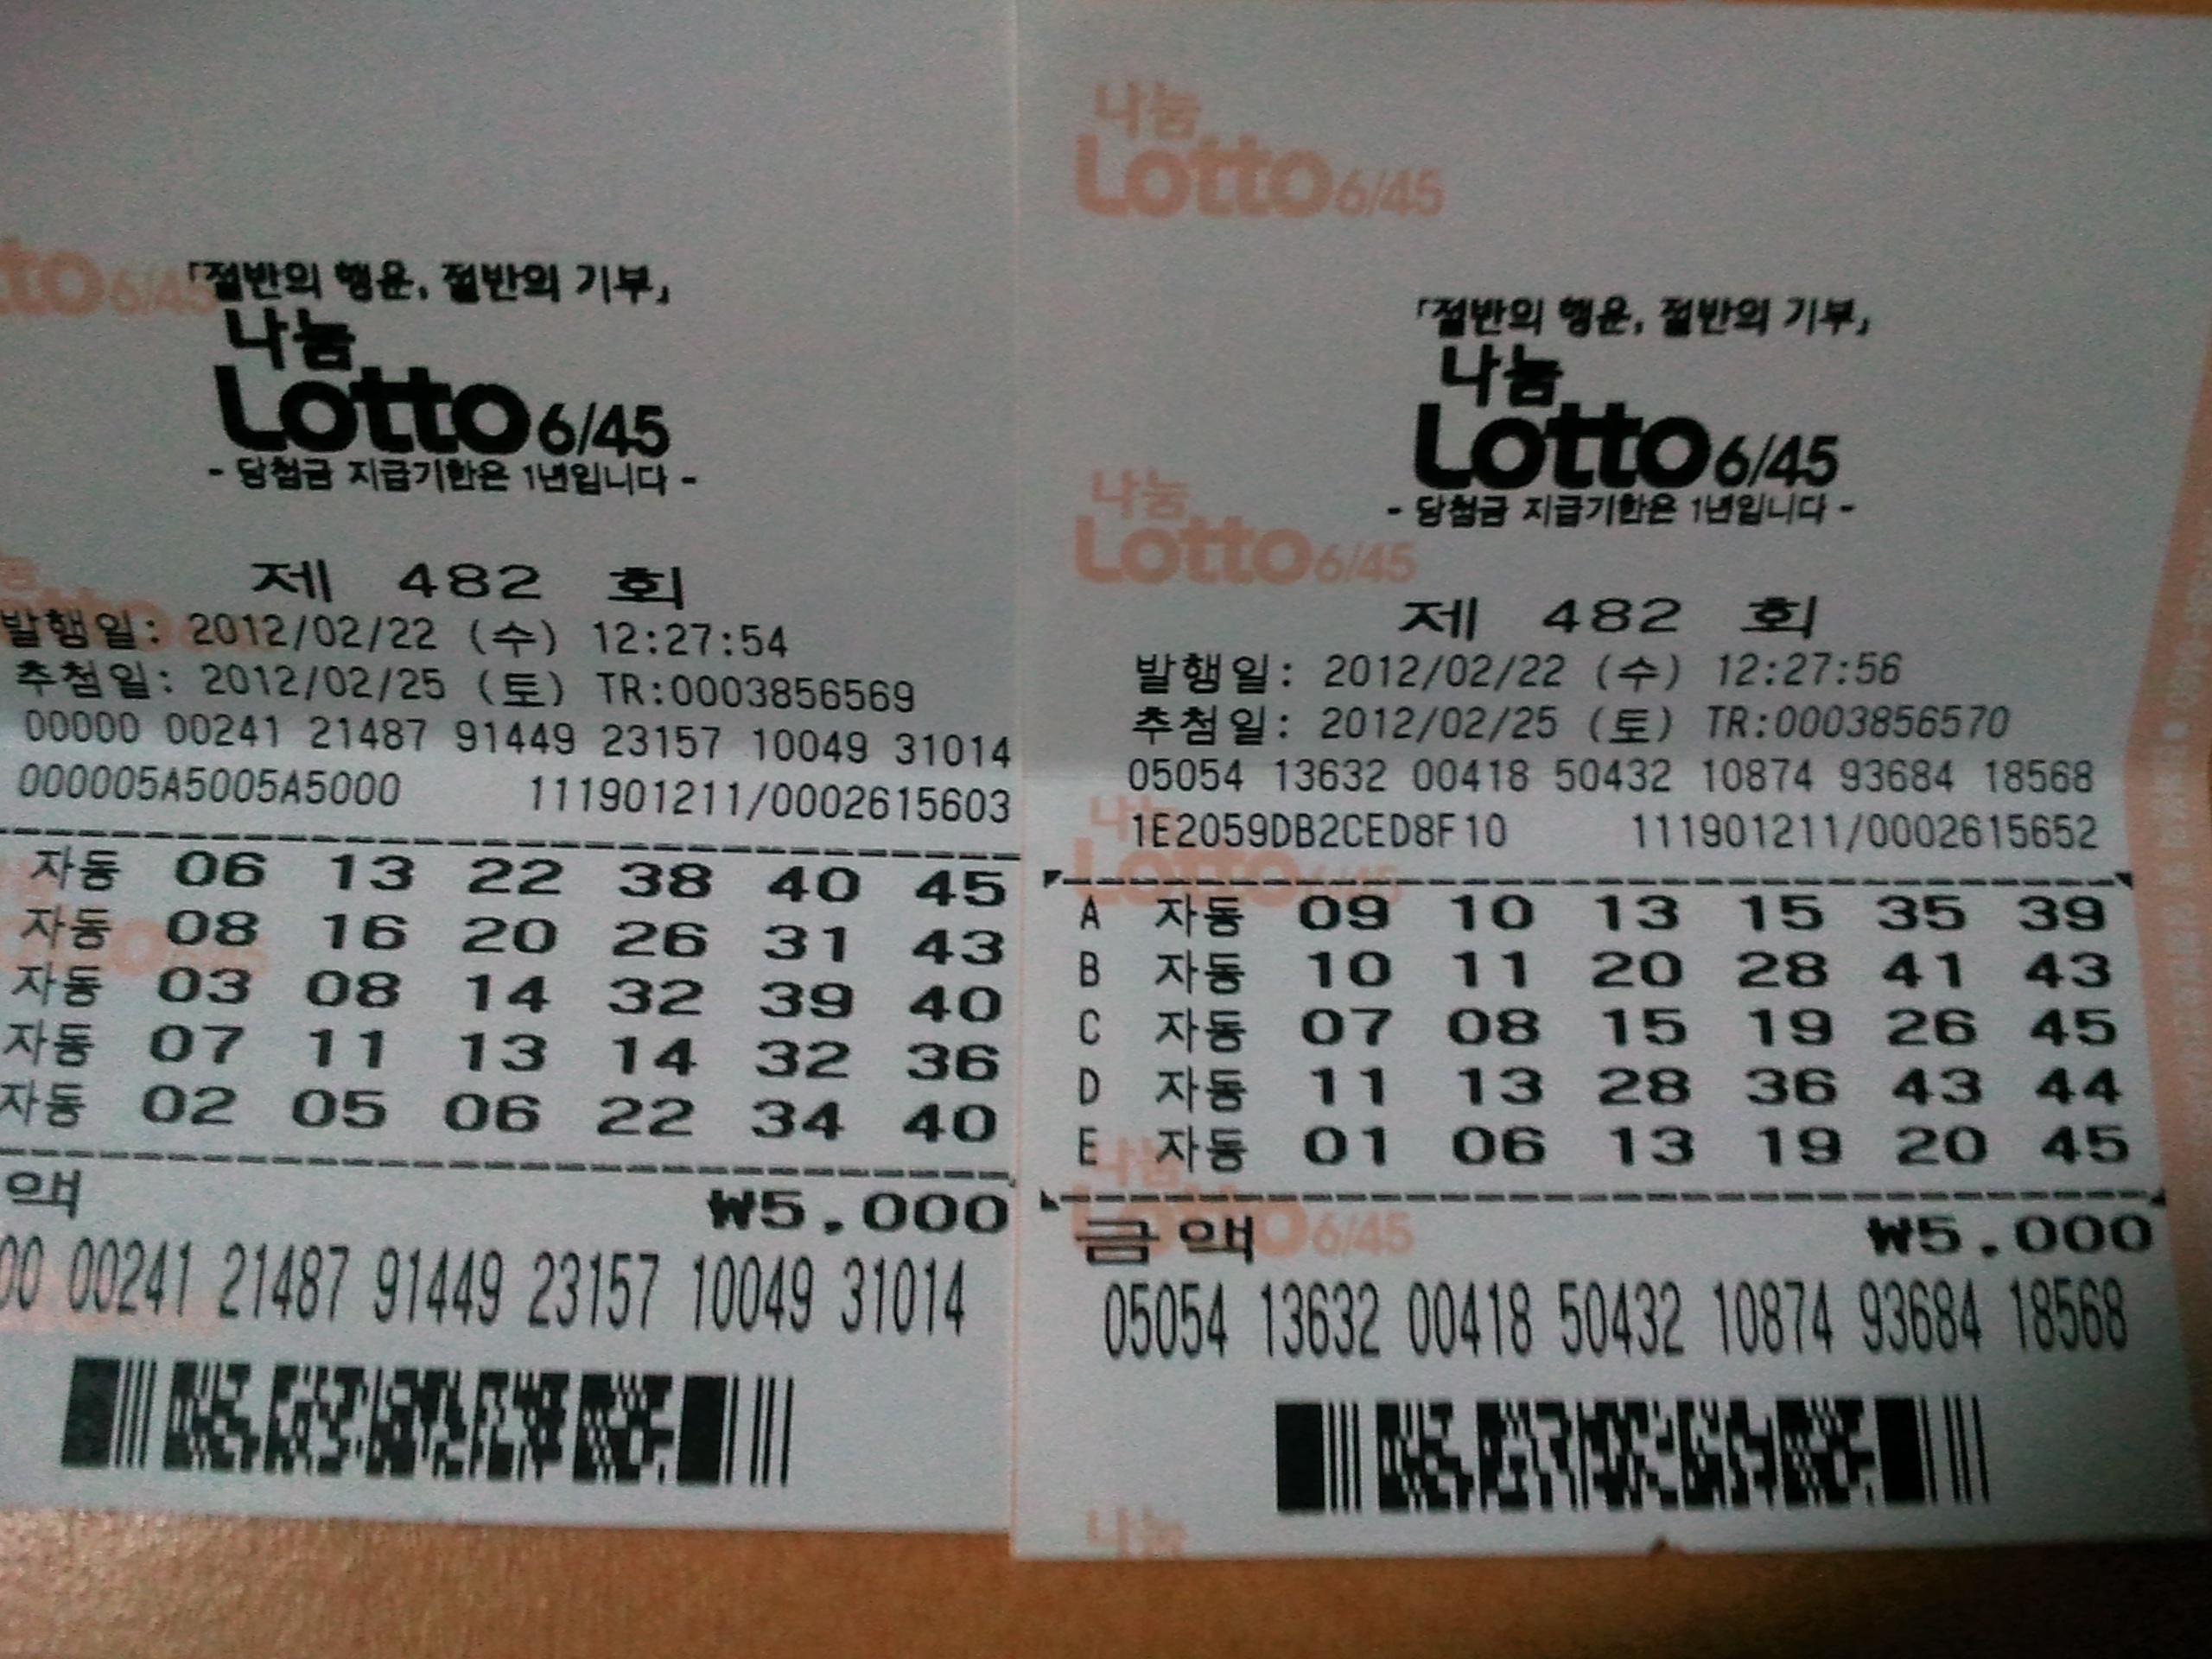 「절반의 행운, 절반의 기부」
나눔
Lotto 6/45
- 당첨금 지급기한은 1년입니다 -
제 482 회
발행일: 2012/02/22 (수) 12:27:54
추첨일: 2012/02/25 (토) TR:0003856569
00000 00241 21487 91449 23157 10049 31014
000005A5005A5000 111901211/0002615603
자동 06 13 22 38 40 45
자동 08 16 20 26 31 43
자동 03 08 14 32 39 40
자동 07 11 13 14 32 36
자동 02 05 06 22 34 40
액 ₩5,000
00 00241 21487 91449 23157 10049 31014
나눔
Lotto 6/45
「절반의 행운, 절반의 기부」
나눔
Lotto 6/45
- 당첨금 지급기한은 1년입니다 -
나눔
Lotto 6/45
제 482 회
발행일: 2012/02/22 (수) 12:27:56
추첨일: 2012/02/25 (토) TR:0003856570
05054 13632 00418 50432 10874 93684 18568
1E2059DB2CED8F10 111901211/0002615652
A 자동 09 10 13 15 35 39
B 자동 10 11 20 28 41 43
C 자동 07 08 15 19 26 45
D 자동 11 13 28 36 43 44
E 자동 01 06 13 19 20 45
금액 ₩5,000
05054 13632 00418 50432 10874 93684 18568
나눔